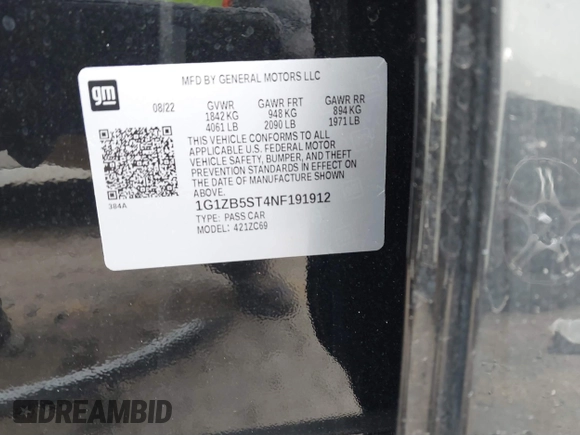 MFD BY GENERAL MOTORS LLC
gm
08/22 GVWR GAWR FRT GAWR RR
1842 KG 948 KG 894 KG
4061 LB 2090 LB 1971 LB
THIS VEHICLE CONFORMS TO ALL
APPLICABLE U.S. FEDERAL MOTOR
VEHICLE SAFETY, BUMPER, AND THEFT
PREVENTION STANDARDS IN EFFECT ON
THE DATE OF MANUFACTURE SHOWN
ABOVE.
384A
1G1ZB5ST4NF191912
TYPE: PASS CAR
MODEL: 421ZC69
DREAMBID